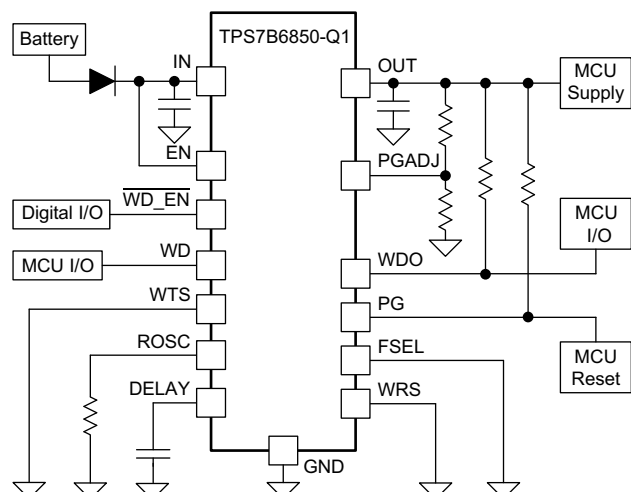 Battery
TPS7B6850-Q1
IN
OUT
MCU
Supply
EN
PGADJ
WD_EN
Digital I/O
MCU
I/O
WD
MCU I/O
WDO
WTS
PG
ROSC
FSEL
MCU
Reset
DELAY
WRS
GND